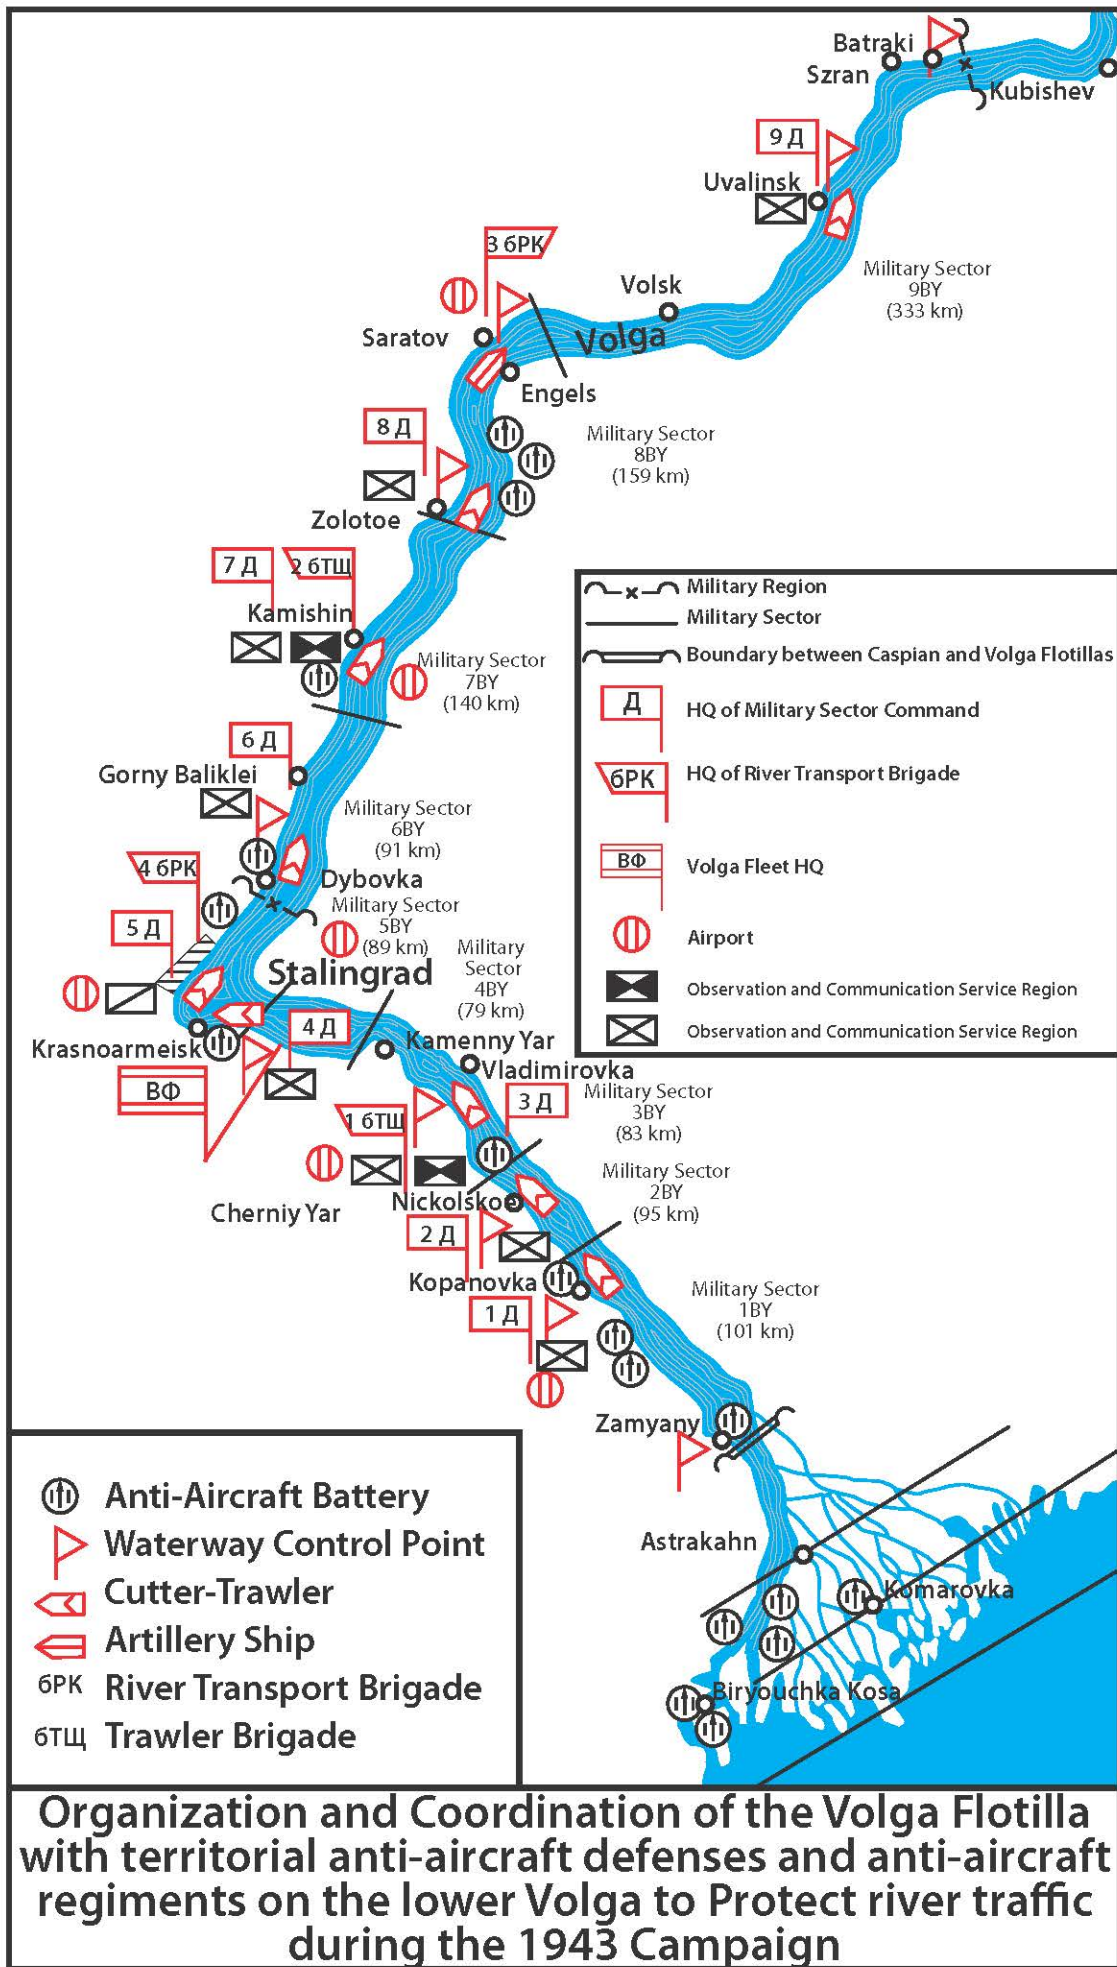 Batraki
Szran
Kubishev
9 Д
Uvalinsk
Military Sector
9BY
(333 km)
3 бРК
Volsk
Saratov
Volga
Engels
8 Д
Military Sector
8BY
(159 km)
Zolotoe
7 Д
2 бТЩ
Kamishin
Military Sector
7BY
(140 km)
6 Д
Gorny Baliklei
Military Sector
6BY
(91 km)
Dybovka
4 бРК
Military Sector
5BY
(89 km)
5 Д
Military
Sector
4BY
(79 km)
Stalingrad
4 Д
Krasnoarmeisk
Kamenny Yar
Vladimirovka
ВФ
3 Д
Military Sector
3BY
(83 km)
1 бТЩ
Military Sector
2BY
(95 km)
Nickolskoe
Cherniy Yar
2 Д
Kopanovka
1 Д
Military Sector
1BY
(101 km)
Zamyany
Astrakahn
Komarovka
Biryouchka Kosa
Military Region
Military Sector
Boundary between Caspian and Volga Flotillas
Д
HQ of Military Sector Command
бРК
HQ of River Transport Brigade
ВФ
Volga Fleet HQ
Airport
Observation and Communication Service Region
Observation and Communication Service Region
Anti-Aircraft Battery
Waterway Control Point
Cutter-Trawler
Artillery Ship
бРК River Transport Brigade
бТЩ Trawler Brigade
Organization and Coordination of the Volga Flotilla
with territorial anti-aircraft defenses and anti-aircraft
regiments on the lower Volga to Protect river traffic
during the 1943 Campaign